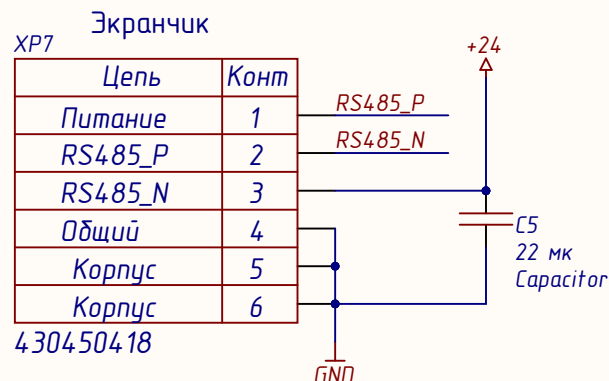 Экранчик
XP7
+24
Цепь Конт
Питание 1 RS485_P
RS485_P 2 RS485_N
RS485_N 3
Общий 4 C5
22 мк
Корпус 5 Capacitor
Корпус 6
430450418
GND